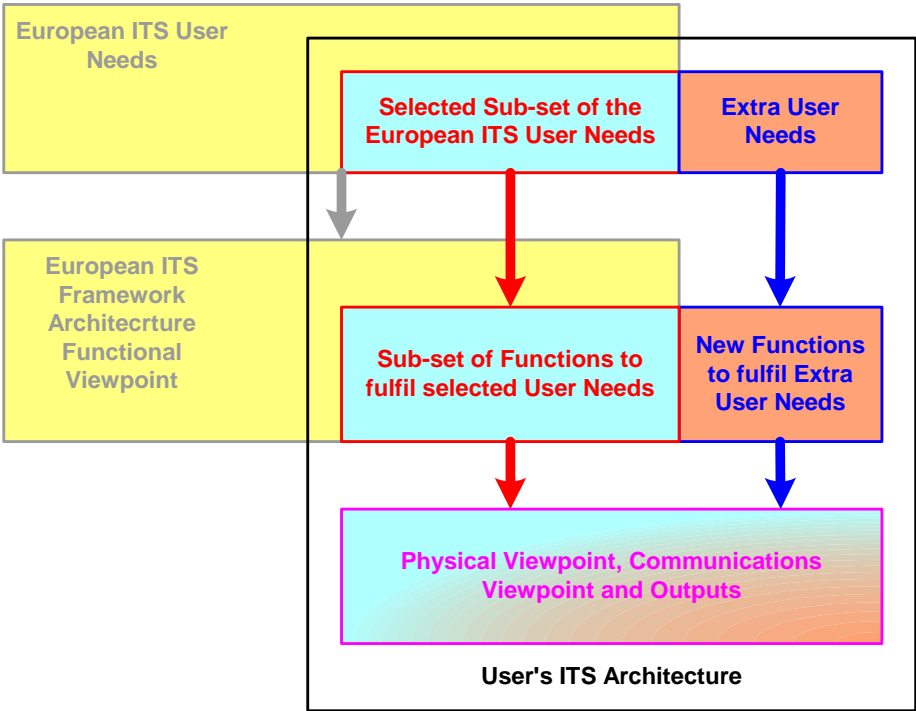 European ITS User
Needs
Selected Sub-set of the
European ITS User Needs
Extra User
Needs
European ITS
Framework
Architecrture
Functional
Viewpoint
Sub-set of Functions to
fulfil selected User Needs
New Functions
to fulfil Extra
User Needs
Physical Viewpoint, Communications
Viewpoint and Outputs
User's ITS Architecture